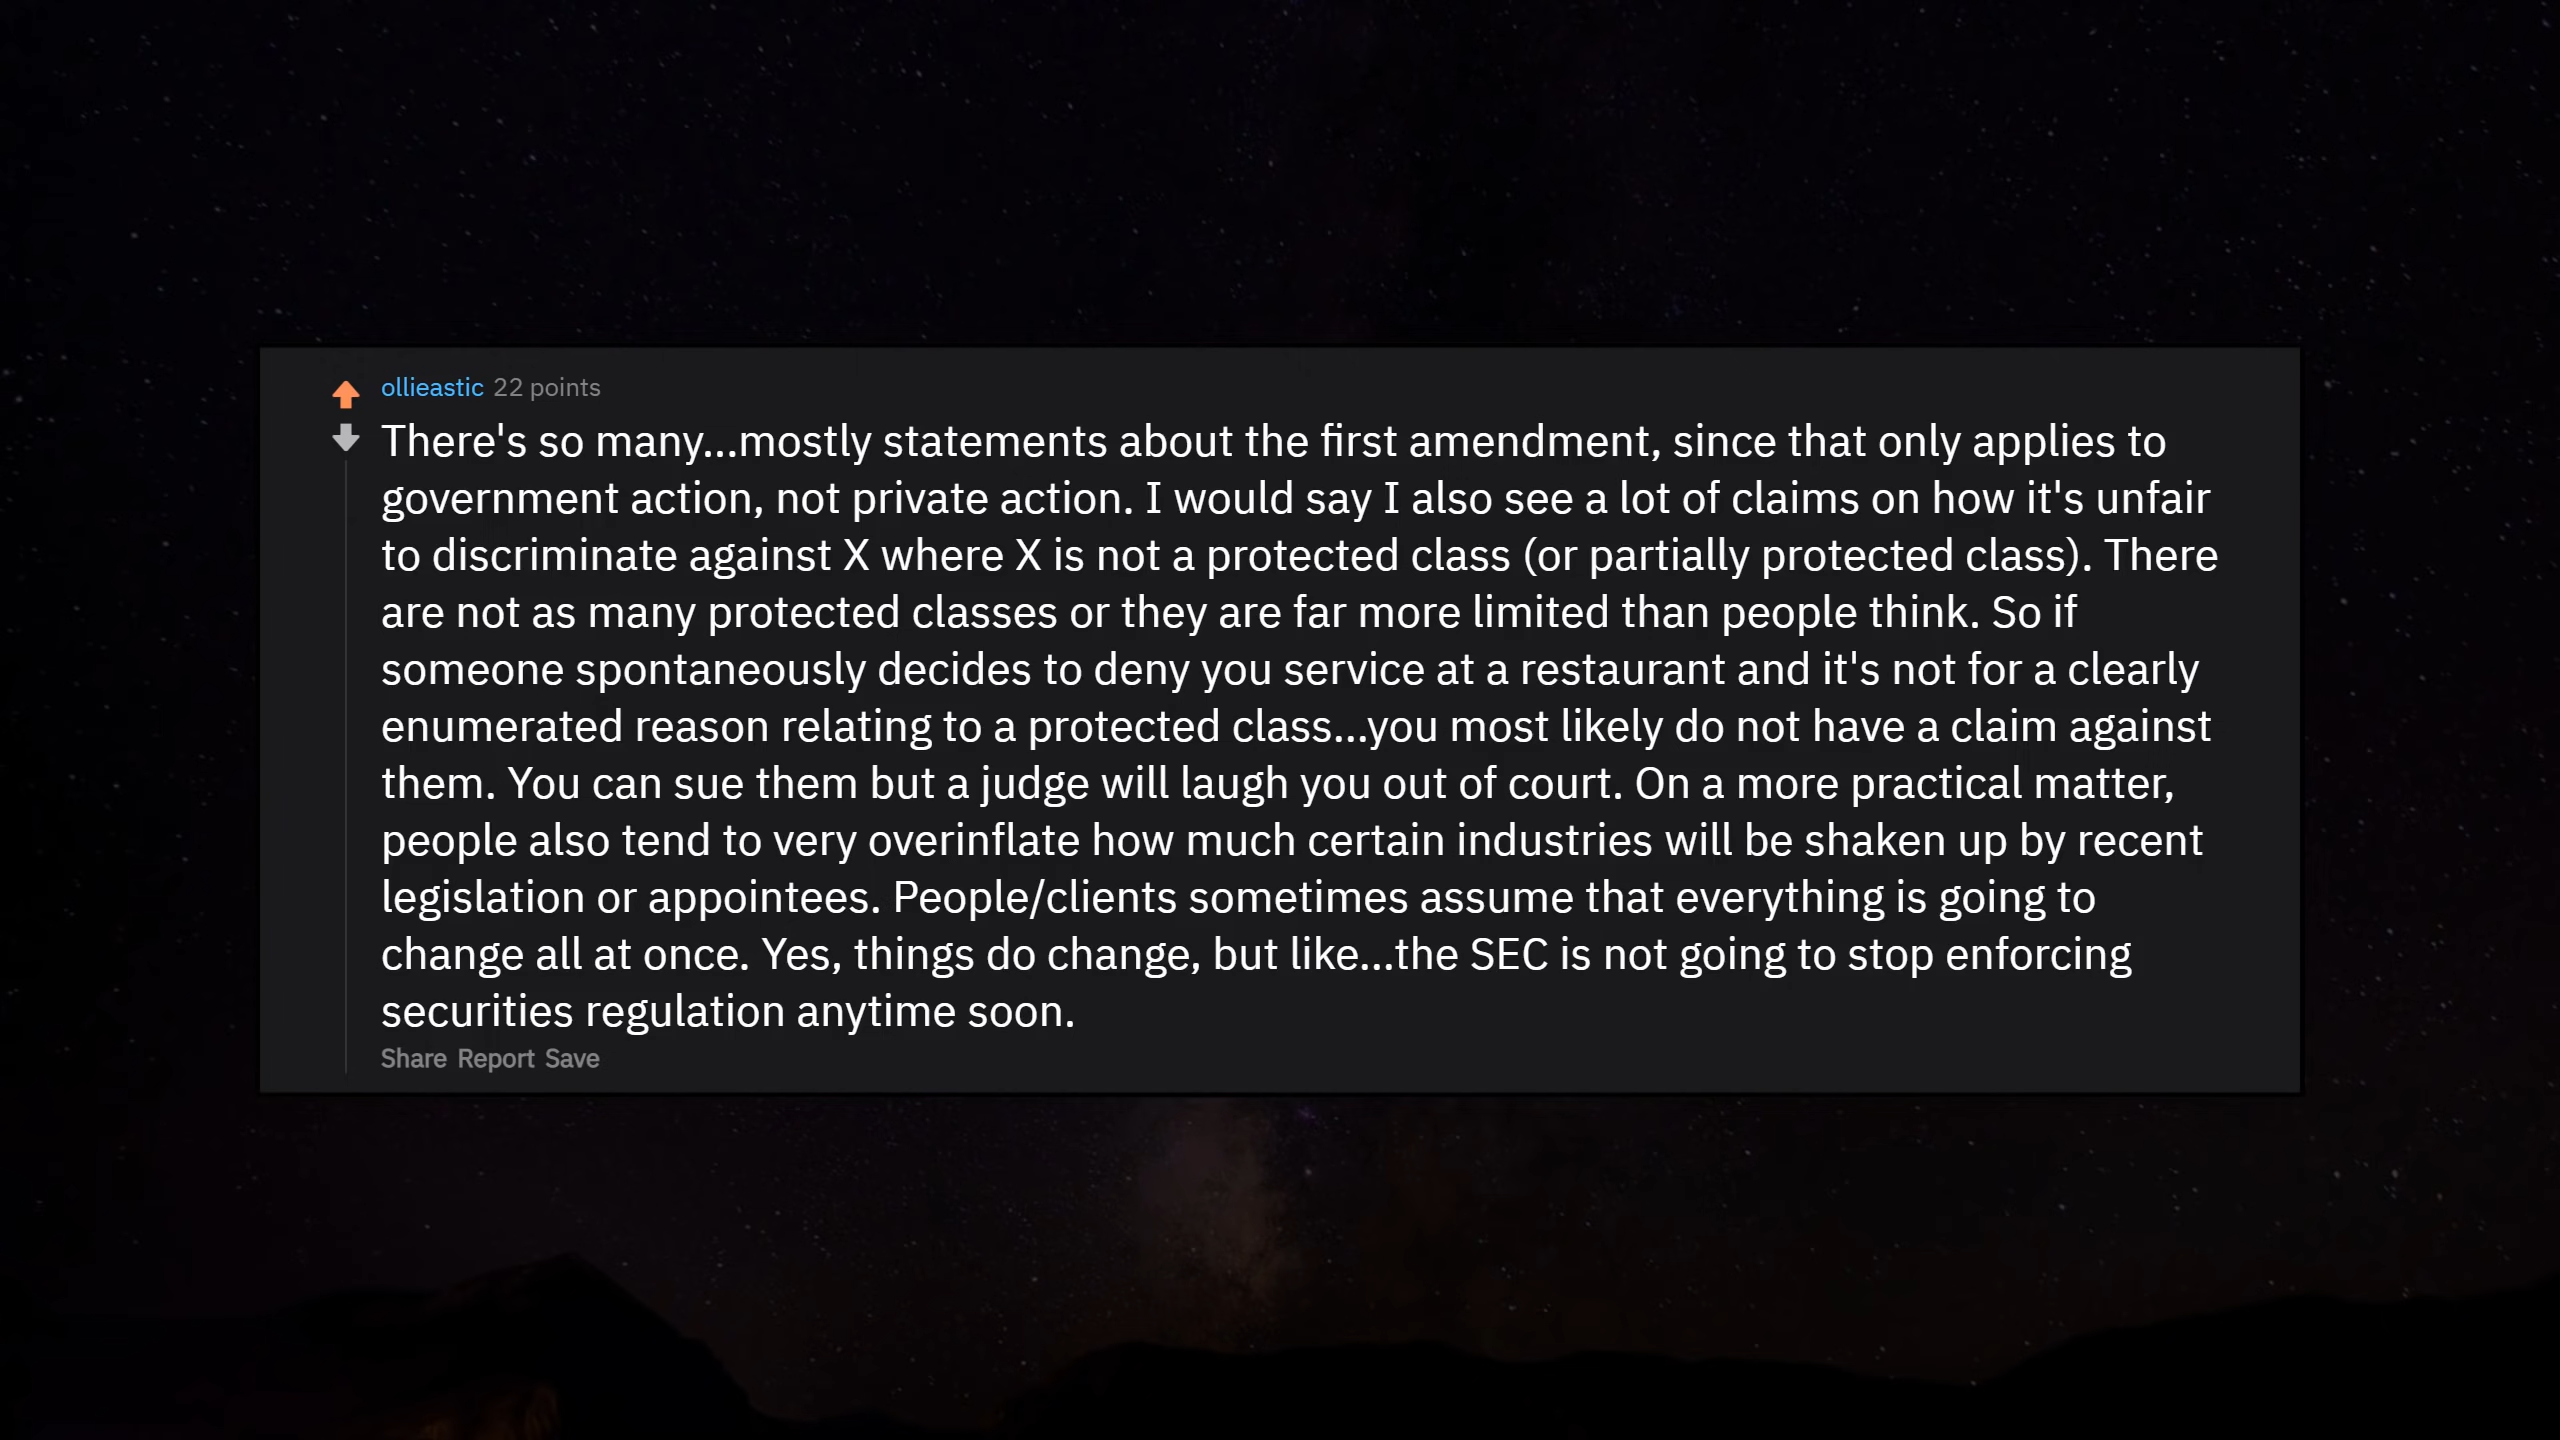 ollieastic 22 points
There's so many...mostly statements about the first amendment, since that only applies to
government action, not private action. I would say I also see a lot of claims on how it's unfair
to discriminate against X where X is not a protected class (or partially protected class). There
are not as many protected classes or they are far more limited than people think. So if
someone spontaneously decides to deny you service at a restaurant and it's not for a clearly
enumerated reason relating to a protected class...you most likely do not have a claim against
them. You can sue them but a judge will laugh you out of court. On a more practical matter,
people also tend to very overinflate how much certain industries will be shaken up by recent
legislation or appointees. People/clients sometimes assume that everything is going to
change all at once. Yes, things do change, but like...the SEC is not going to stop enforcing
securities regulation anytime soon.
Share Report Save